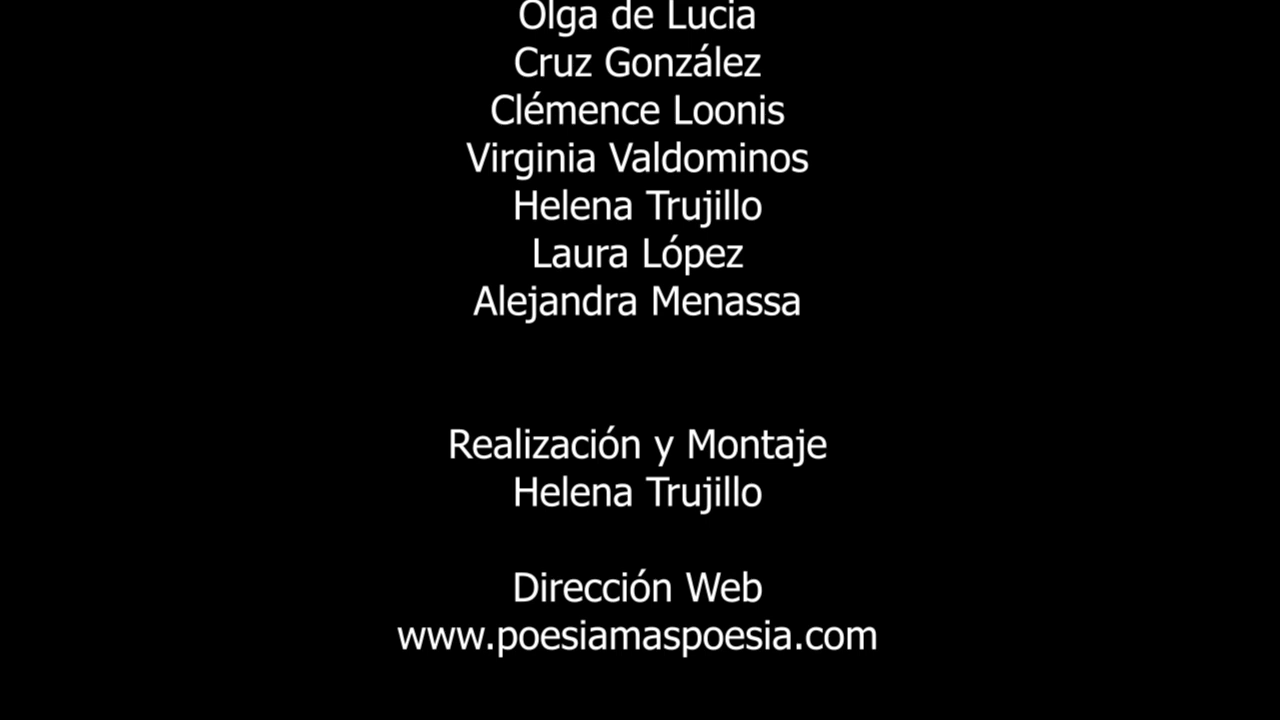 Olga de Lucia
Cruz González
Clémence Loonis
Virginia Valdominos
Helena Trujillo
Laura López
Alejandra Menassa
Realización y Montaje
Helena Trujillo
Dirección Web
www.poesiamaspoesia.com